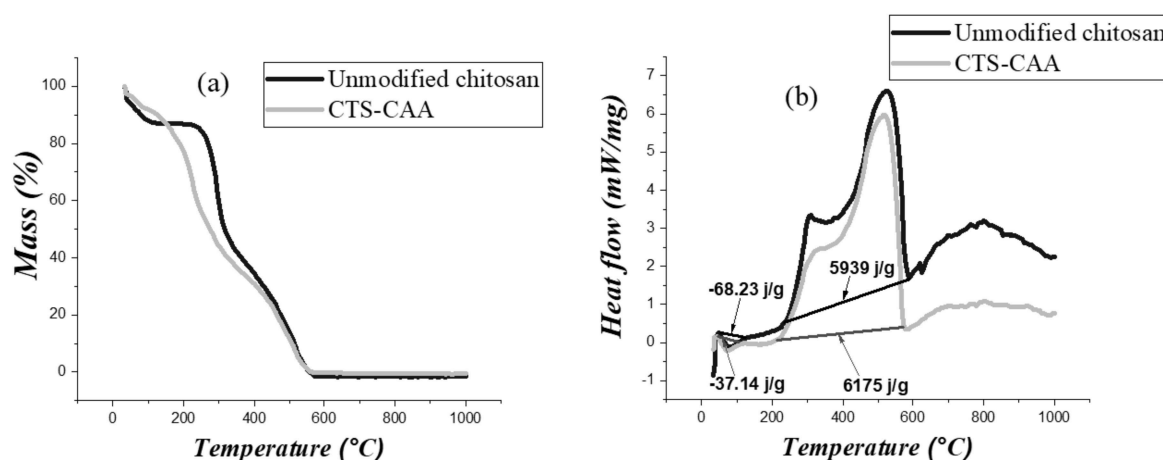 (a)
Unmodified chitosan
CTS-CAA
Mass (%)
100
80
60
40
20
0
0 200 400 600 800 1000
Temperature (°C)
Unmodified chitosan
CTS-CAA
(b)
Heat flow (mW/mg)
7
6
5
4
3
2
1
0
-1
-68.23 j/g
5939 j/g
-37.14 j/g
6175 j/g
0 200 400 600 800 1000
Temperature (°C)